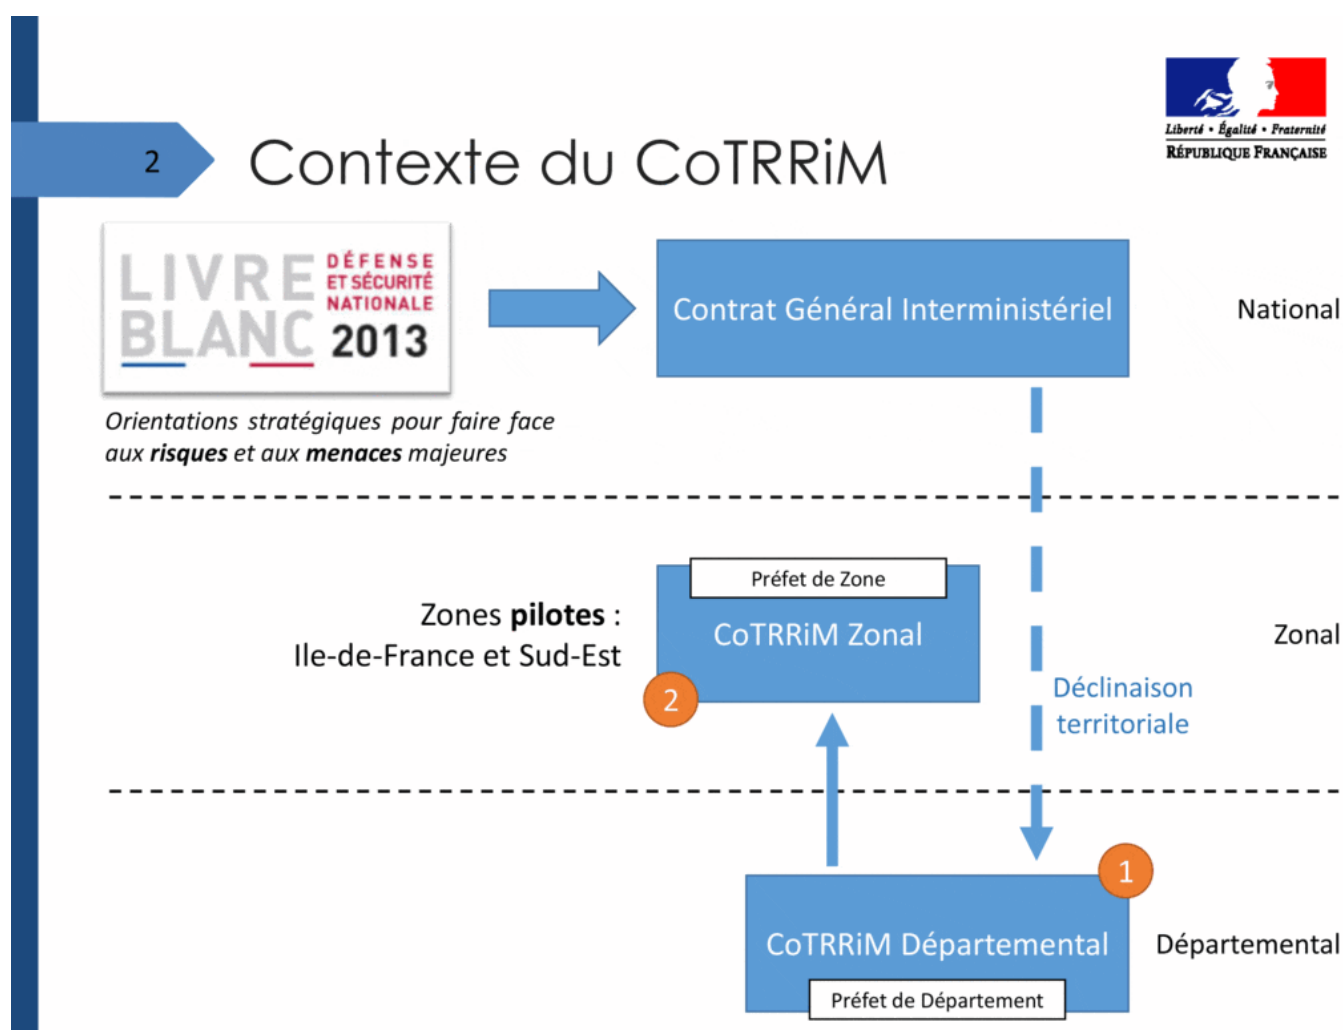 2
Contexte du CoTRRiM
Liberté • Égalité • Fraternité
RÉPUBLIQUE FRANÇAISE
LIVRE
BLANC
DÉFENSE
ET SÉCURITÉ
NATIONALE
2013
Contrat Général Interministériel
National
Orientations stratégiques pour faire face
aux risques et aux menaces majeures
Préfet de Zone
Zones pilotes :
Ile-de-France et Sud-Est
CoTRRiM Zonal
2
Zonal
Déclinaison
territoriale
1
CoTRRiM Départemental
Départemental
Préfet de Département